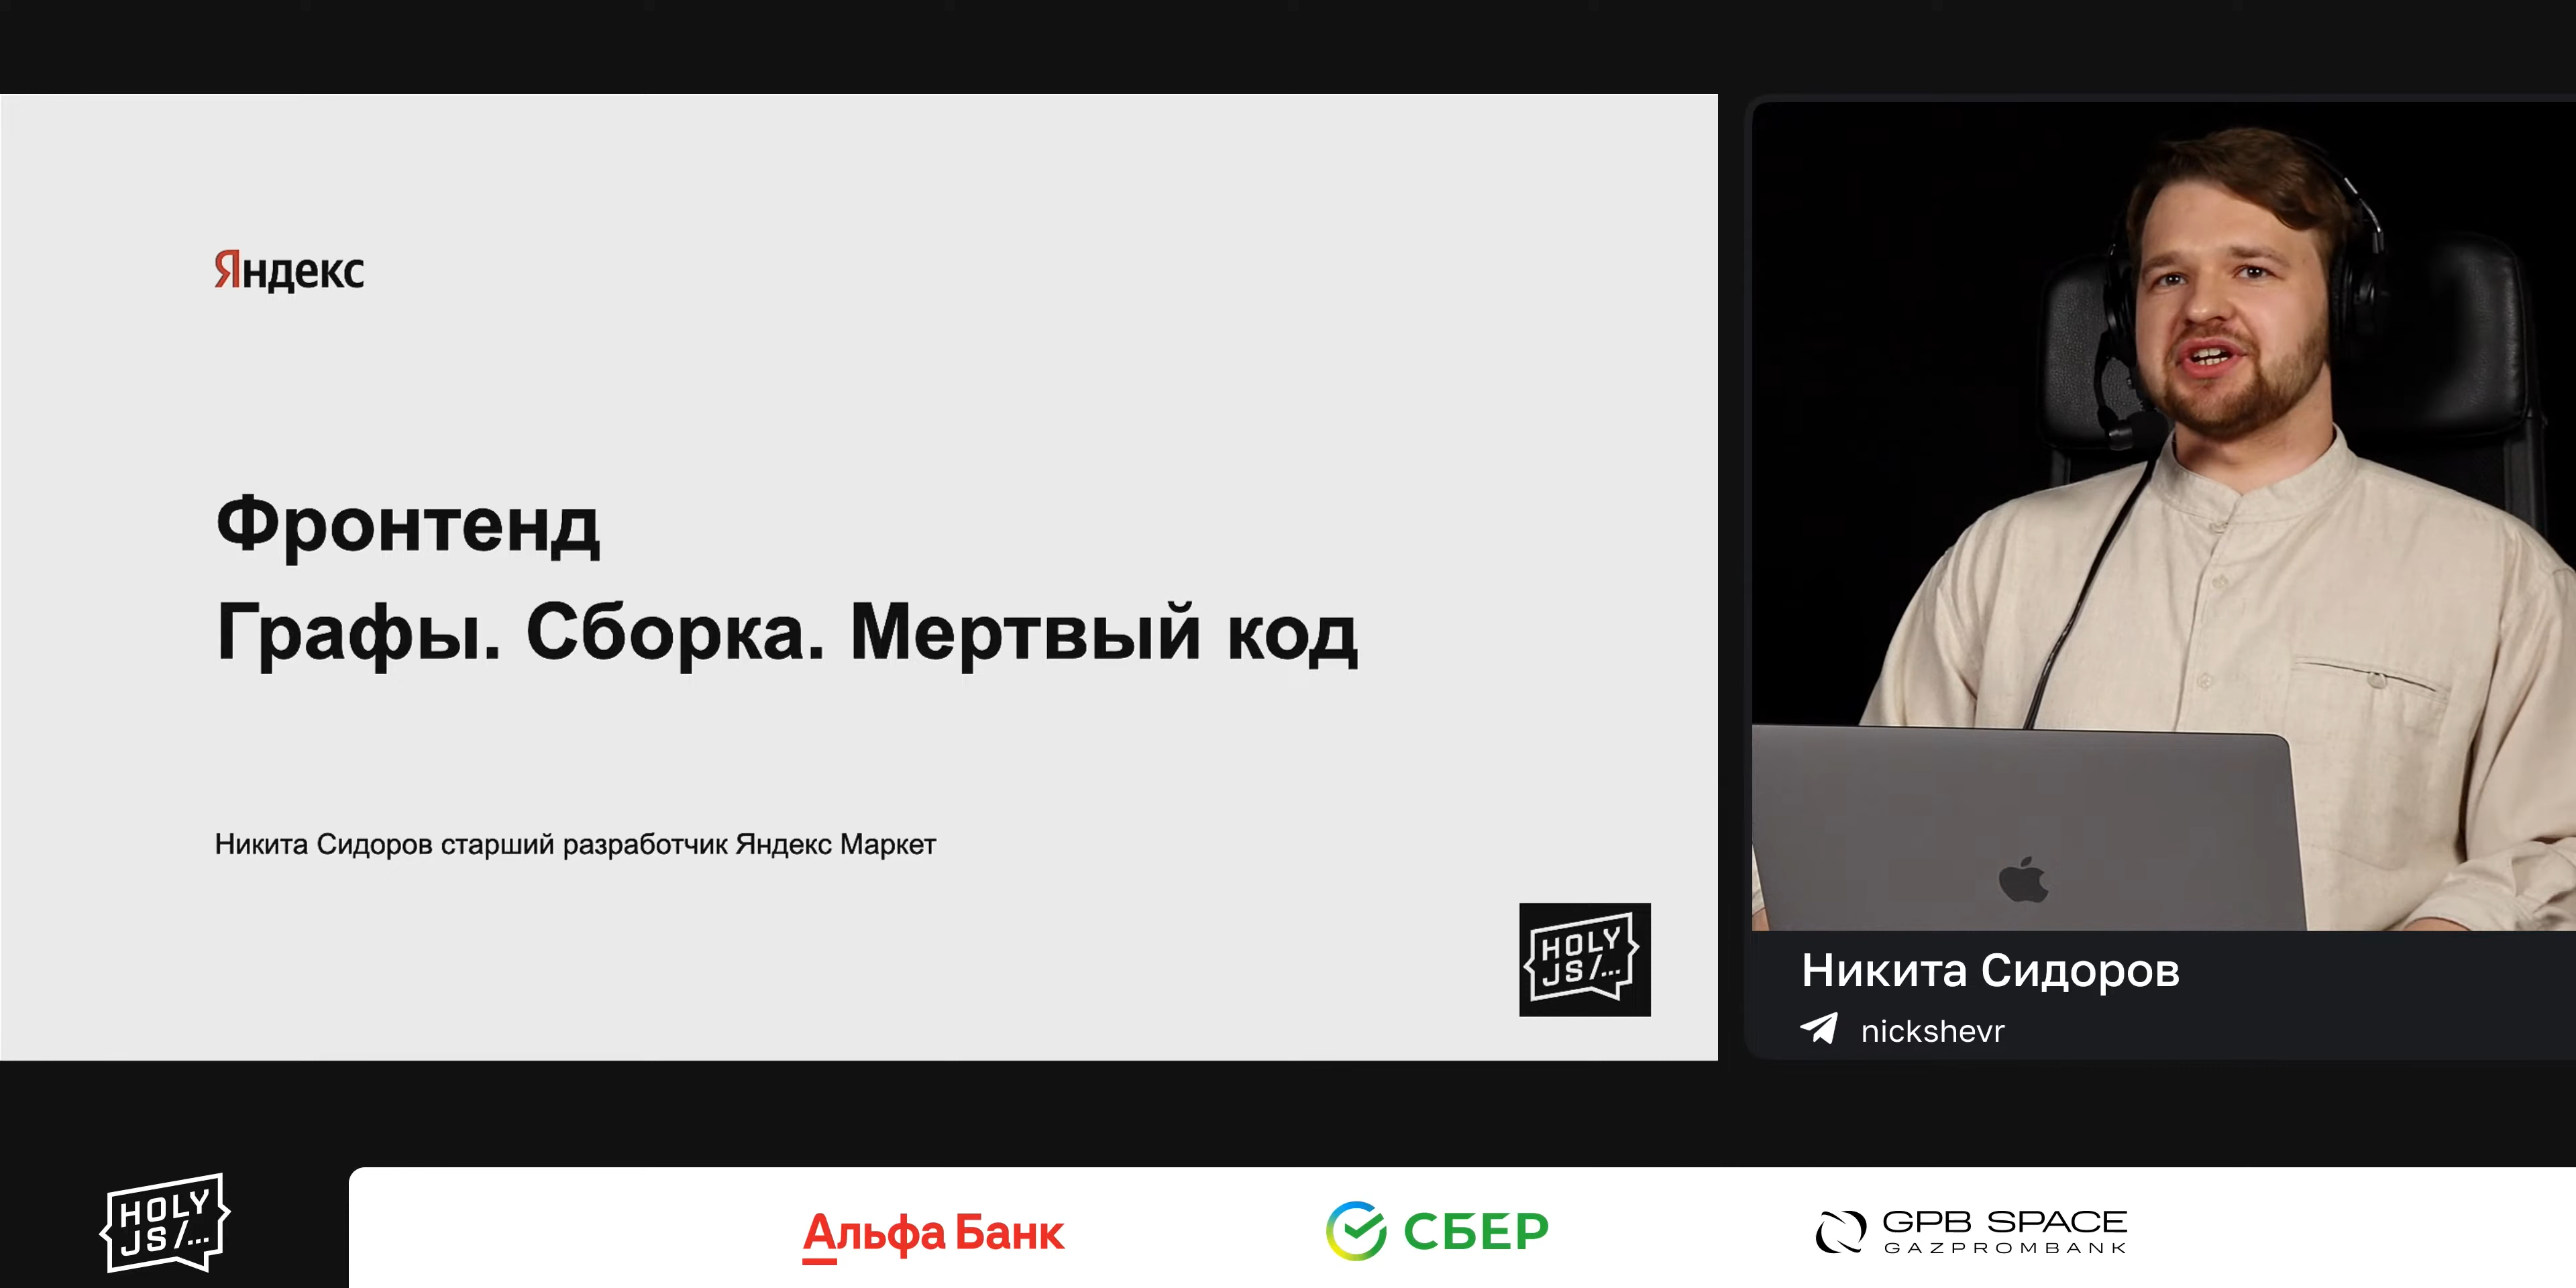 Яндекс
Фронтенд
Графы. Сборка. Мертвый код
Никита Сидоров старший разработчик Яндекс Маркет
HOLY
JS/...
Никита Сидоров
nickshevr
HOLY
JS/...
Альфа Банк
СБЕР
GPB SPACE
GAZPROMBANK